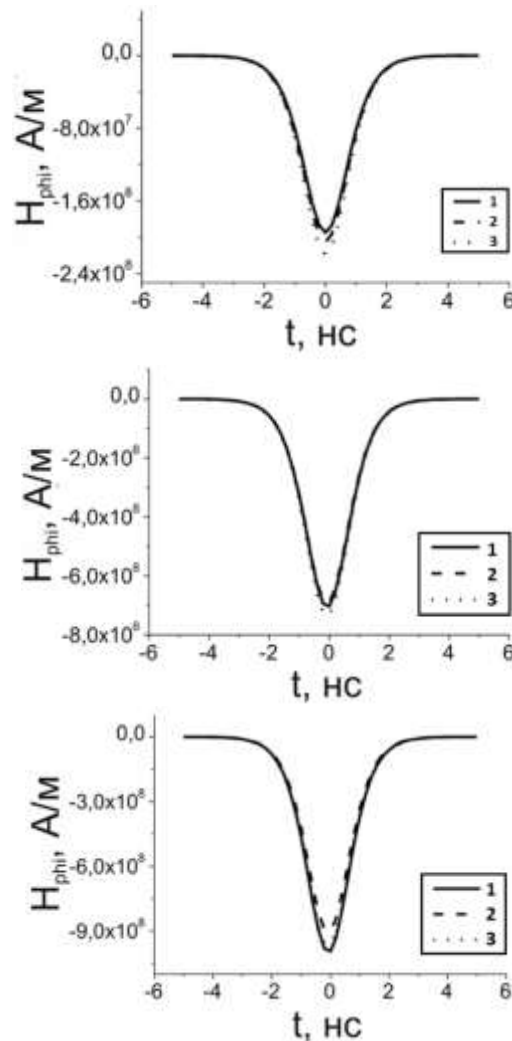 H_phi, А/м
0,0
-8,0x10⁷
-1,6x10⁸
-2,4x10⁸
1
2
3
-6 -4 -2 0 2 4 6
t, нс
H_phi, А/м
0,0
-2,0x10⁸
-4,0x10⁸
-6,0x10⁸
-8,0x10⁸
1
2
3
-6 -4 -2 0 2 4 6
t, нс
H_phi, А/м
0,0
-3,0x10⁸
-6,0x10⁸
-9,0x10⁸
1
2
3
-6 -4 -2 0 2 4 6
t, нс